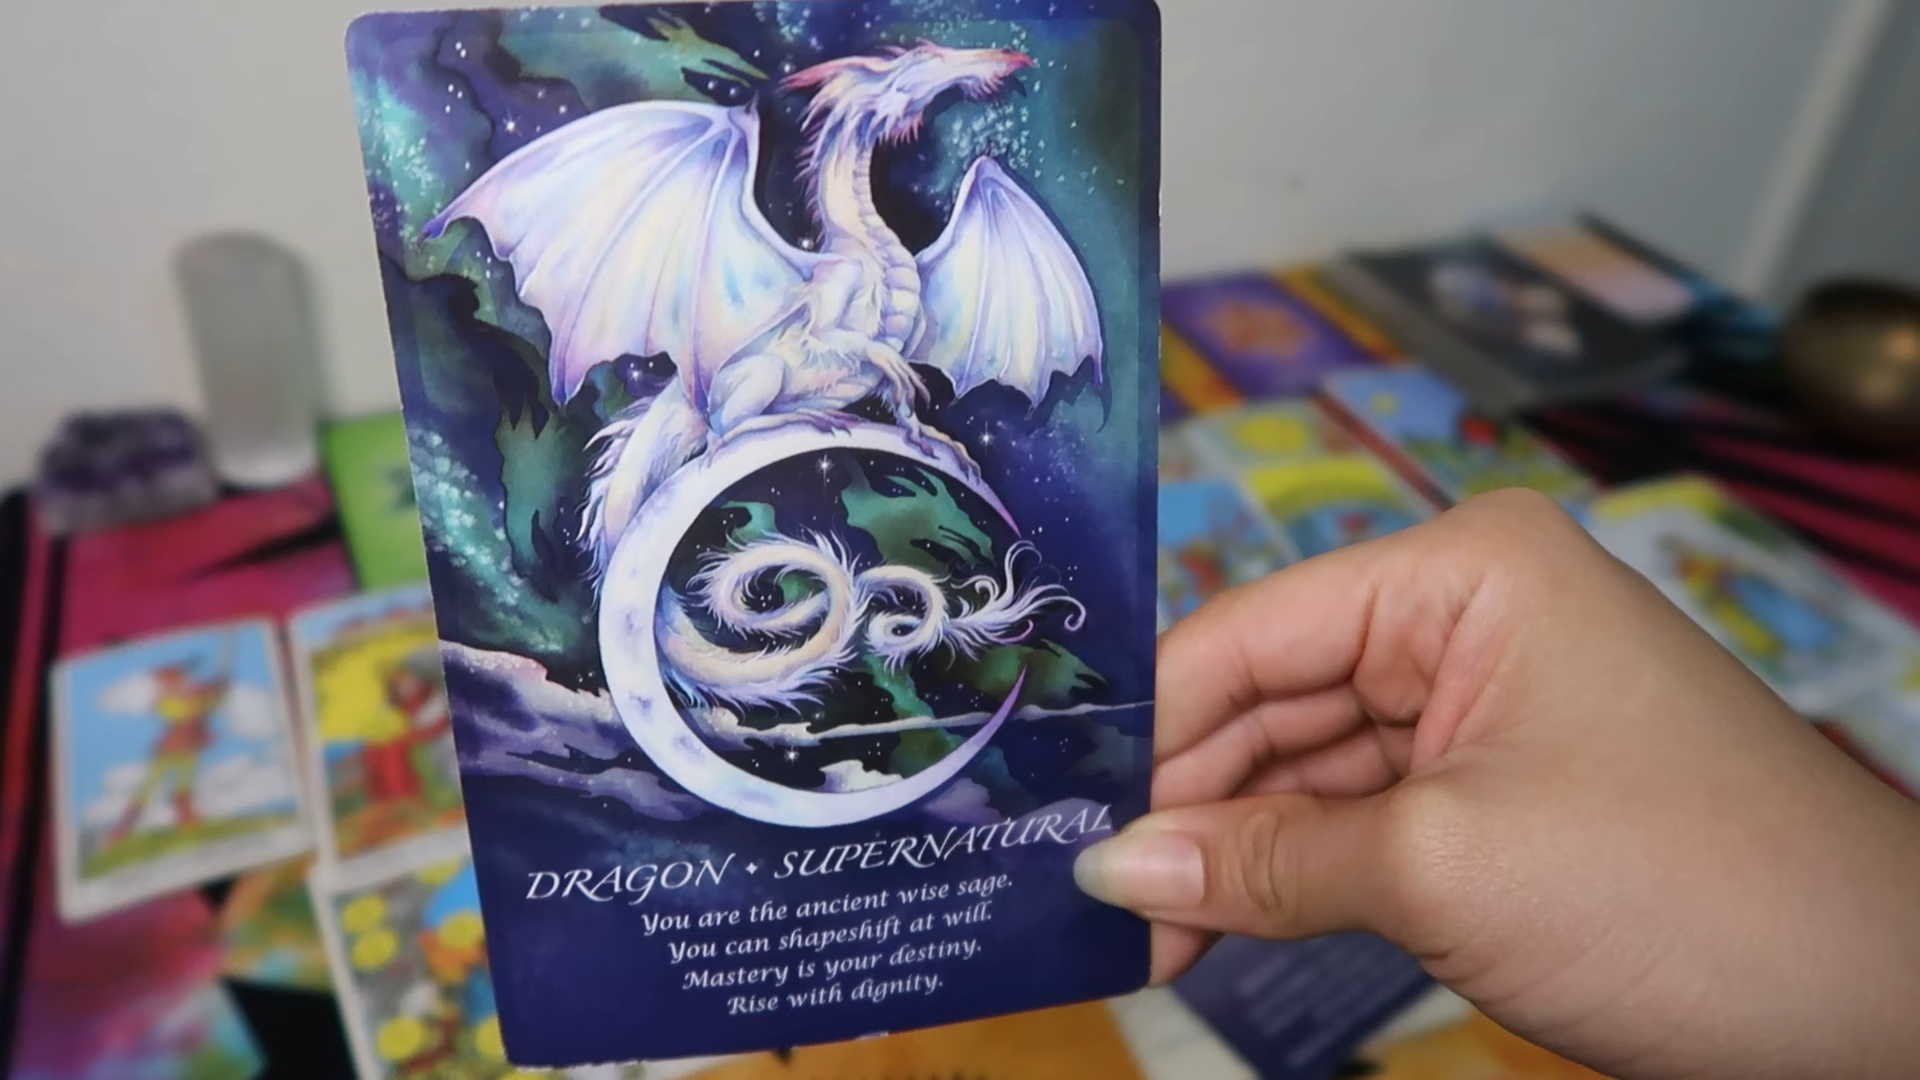 DRAGON ⬥ SUPERNATURAL
You are the ancient wise sage.
You can shapeshift at will.
Mastery is your destiny.
Rise with dignity.